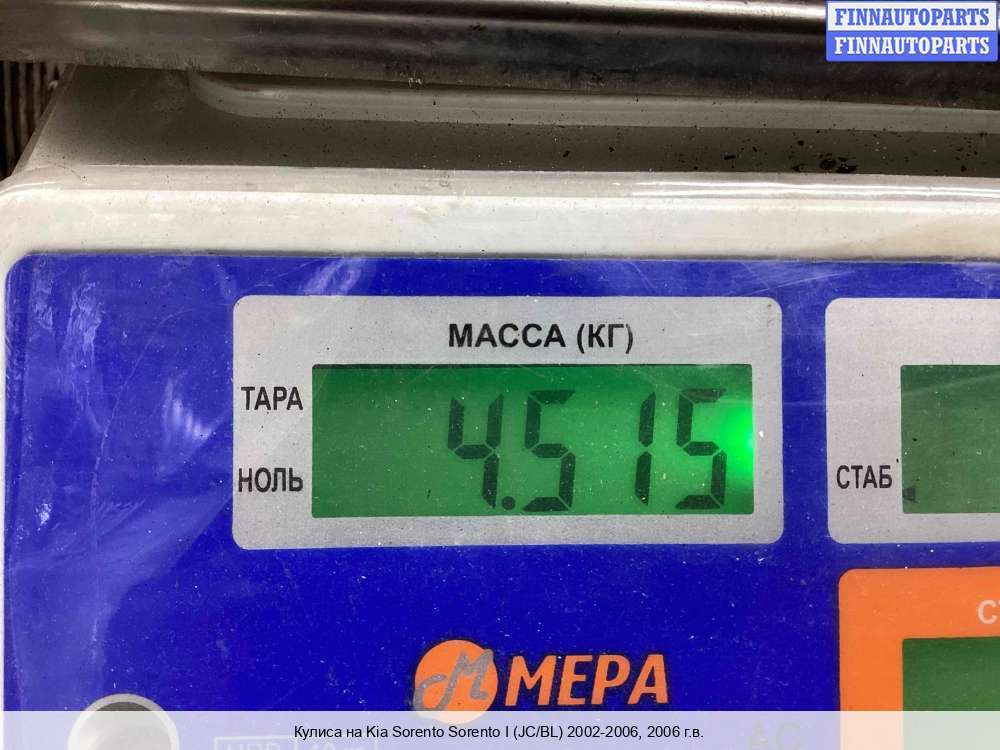 FINNAUTOPARTS
FINNAUTOPARTS
МАССА (КГ)
ТАРА
4.515
НОЛЬ
СТАБ
МЕРА
Кулиса на Kia Sorento Sorento I (JC/BL) 2002-2006, 2006 г.в.